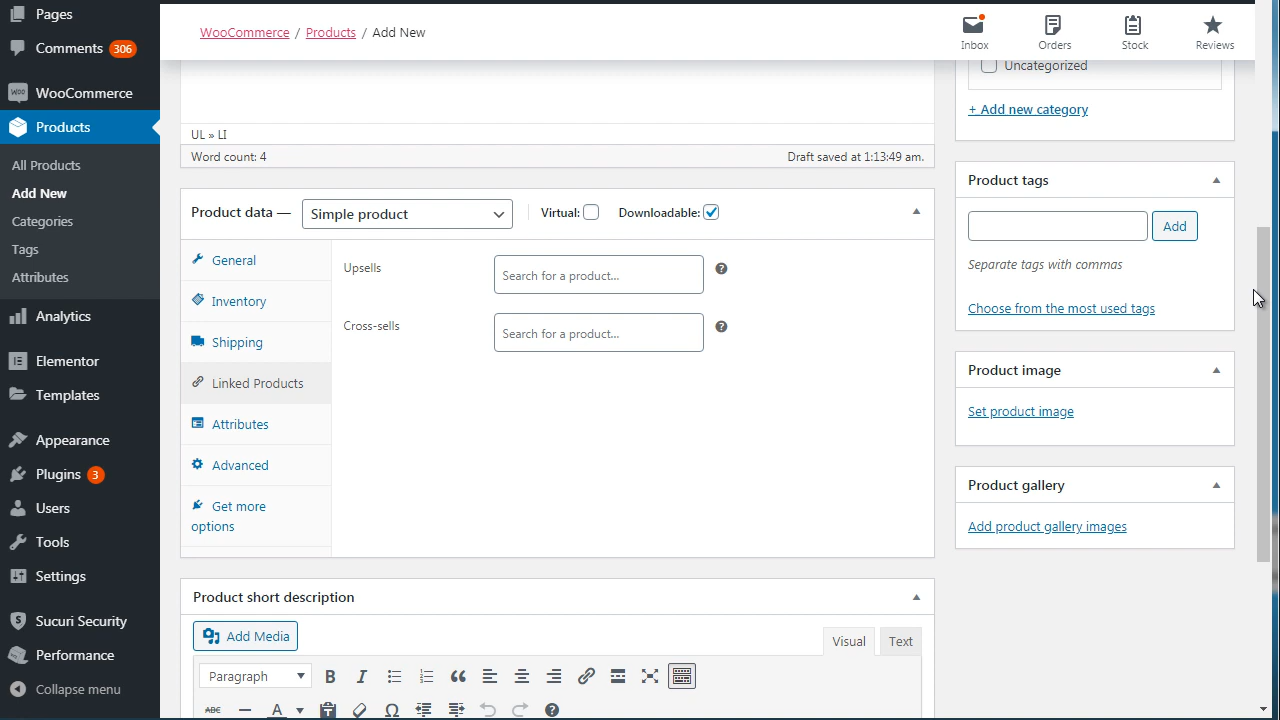 Pages
Comments 306
WooCommerce
Products
All Products
Add New
Categories
Tags
Attributes
Analytics
Elementor
Templates
Appearance
Plugins 3
Users
Tools
Settings
Sucuri Security
Performance
Collapse menu
WooCommerce / Products / Add New
Inbox
Orders
Stock
Reviews
UL » LI
Word count: 4
Draft saved at 1:13:49 am.
Product data — Simple product Virtual: Downloadable:
General
Inventory
Shipping
Linked Products
Attributes
Advanced
Get more
options
Upsells Search for a product...
Cross-sells Search for a product...
Product short description
Add Media
Visual Text
Paragraph B I
ABC A Ω
Uncategorized
+ Add new category
Product tags
Add
Separate tags with commas
Choose from the most used tags
Product image
Set product image
Product gallery
Add product gallery images